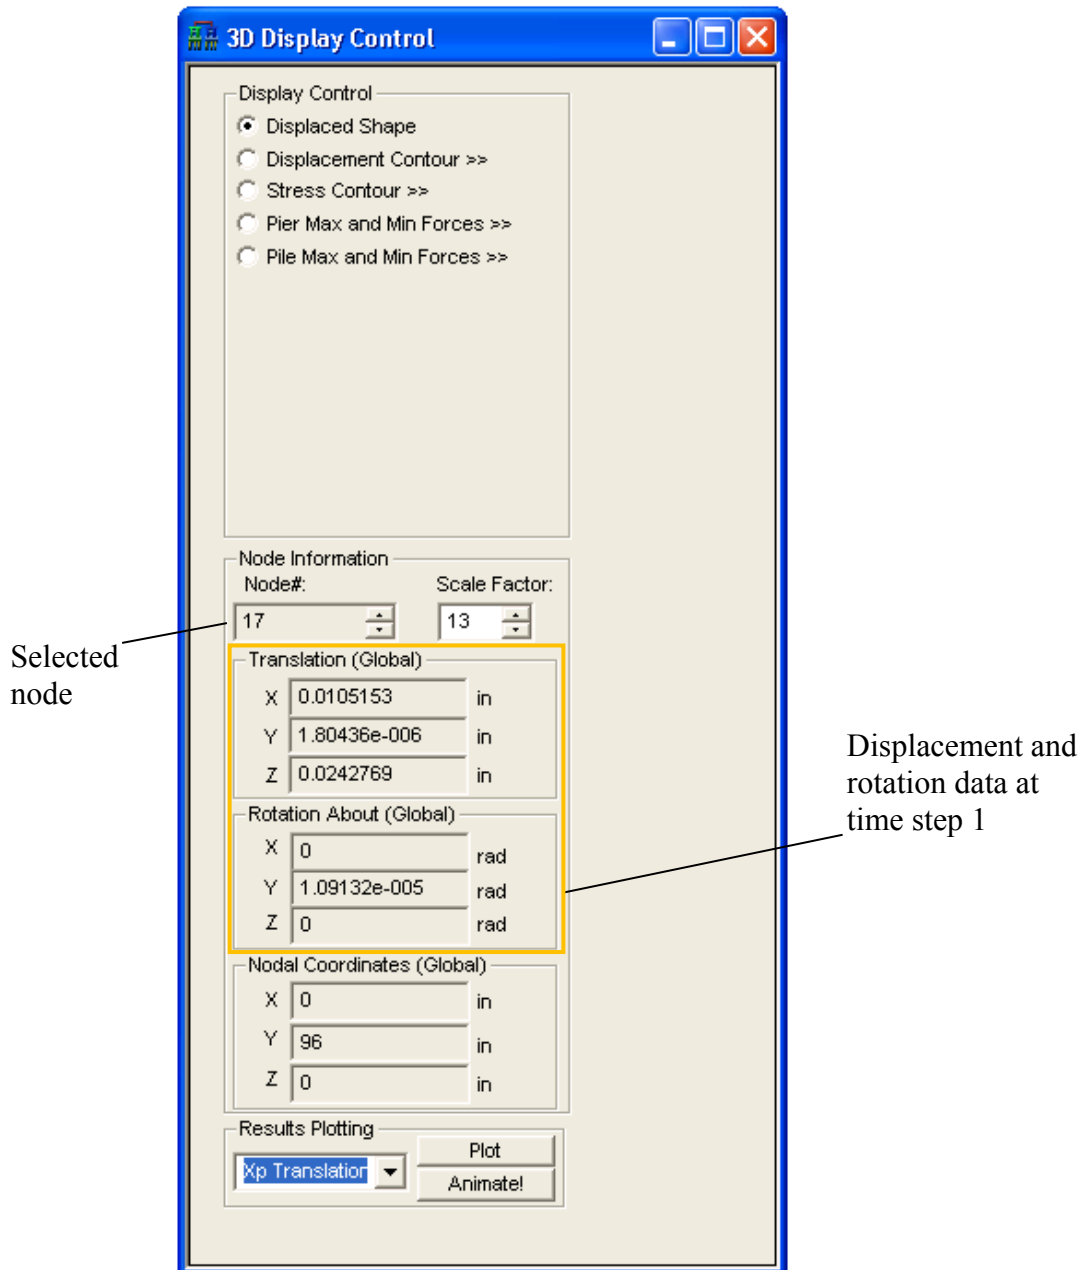 3D Display Control
Display Control
Displaced Shape
Displacement Contour >>
Stress Contour >>
Pier Max and Min Forces >>
Pile Max and Min Forces >>
Node Information
Node#: Scale Factor:
17 13
Selected
node
Translation (Global)
X 0.0105153 in
Y 1.80436e-006 in
Z 0.0242769 in
Displacement and
rotation data at
time step 1
Rotation About (Global)
X 0 rad
Y 1.09132e-005 rad
Z 0 rad
Nodal Coordinates (Global)
X 0 in
Y 96 in
Z 0 in
Results Plotting
Xp Translation
Plot
Animate!